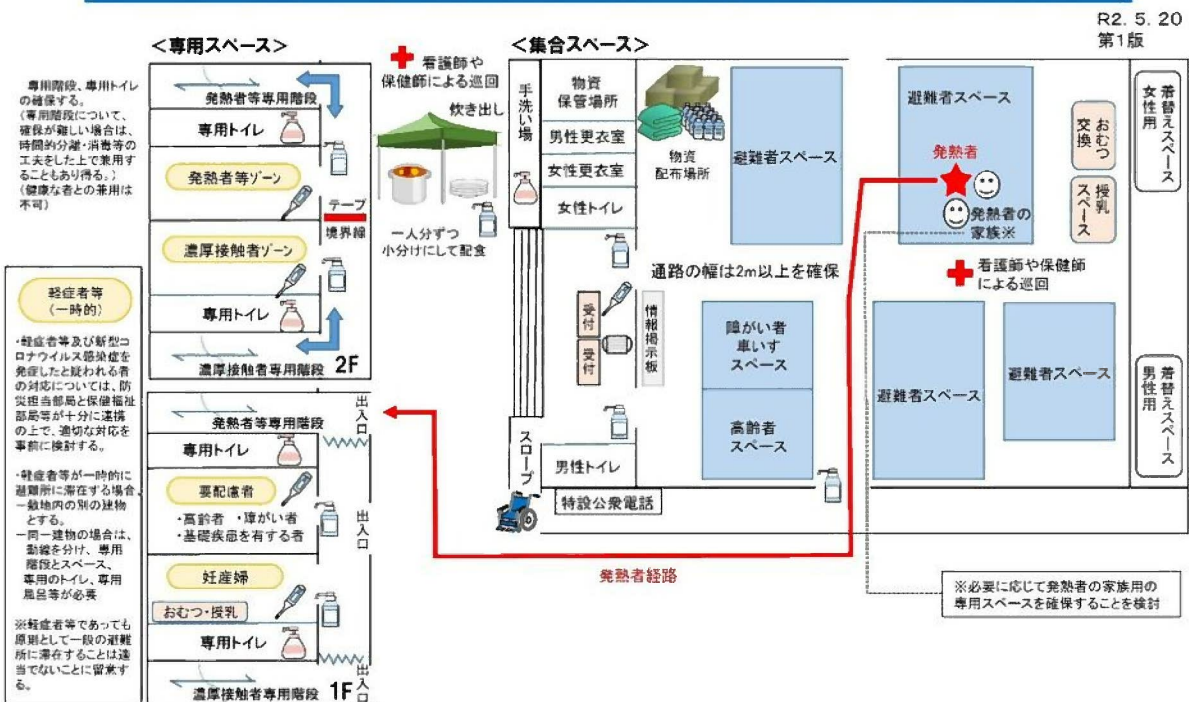 R2. 5. 20
第1版
＜専用スペース＞
専用階段、専用トイレ
の確保する。
（専用階段について、
確保が難しい場合は、
時間的分離・消毒等の
工夫をした上で兼用す
ることもあり得る。）
（健康な者との兼用は
不可）
発熱者等専用階段
専用トイレ
発熱者等ゾーン
テープ
境界線
濃厚接触者ゾーン
専用トイレ
濃厚接触者専用階段
2F
軽症者等
（一時的）
・軽症者等及び新型コ
ロナウイルス感染症を
発症したと疑われる者
の対応については、防
災担当部局と保健福祉
部局等が十分に連携
の上で、適切な対応を
事前に検討する。
・軽症者等が一時的に
避難所に滞在する場合、
―敷地内の別の建物
とする。
―同一建物の場合は、
動線を分け、専用
階段とスペース、
専用のトイレ、専用
風呂等が必要
※軽症者等であっても
原則として一般の避難
所に滞在することは適
当でないことに留意す
る。
発熱者等専用階段
出入口
専用トイレ
要配慮者
・高齢者 ・障がい者
・基礎疾患を有する者
出入口
妊産婦
おむつ・授乳
専用トイレ
濃厚接触者専用階段
1F
出入口
看護師や
保健師による巡回
炊き出し
一人分ずつ
小分けにして配食
＜集合スペース＞
手洗い場
物資
保管場所
男性更衣室
女性更衣室
女性トイレ
物資
配布場所
避難者スペース
避難者スペース
発熱者
発熱者の
家族※
おむつ
交換
授乳
スペース
女性用
着替えスペース
通路の幅は2m以上を確保
看護師や保健師
による巡回
受付
受付
情報掲示板
障がい者
車いす
スペース
高齢者
スペース
避難者スペース
避難者スペース
男性用
着替えスペース
スロープ
男性トイレ
特設公衆電話
発熱者経路
※必要に応じて発熱者の家族用の
専用スペースを確保することを検討